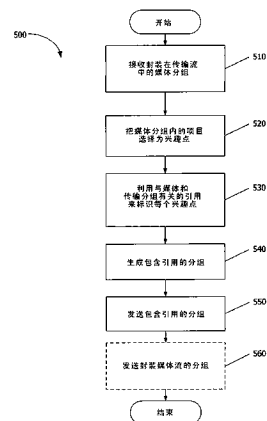 500
开始
接收封装在传输流
中的媒体分组
510
把媒体分组内的项目
选择为兴趣点
520
利用与媒体和
传输分组有关的引用
来标识每个兴趣点
530
生成包含引用的分组
540
发送包含引用的分组
550
发送封装媒体流的分组
560
结束